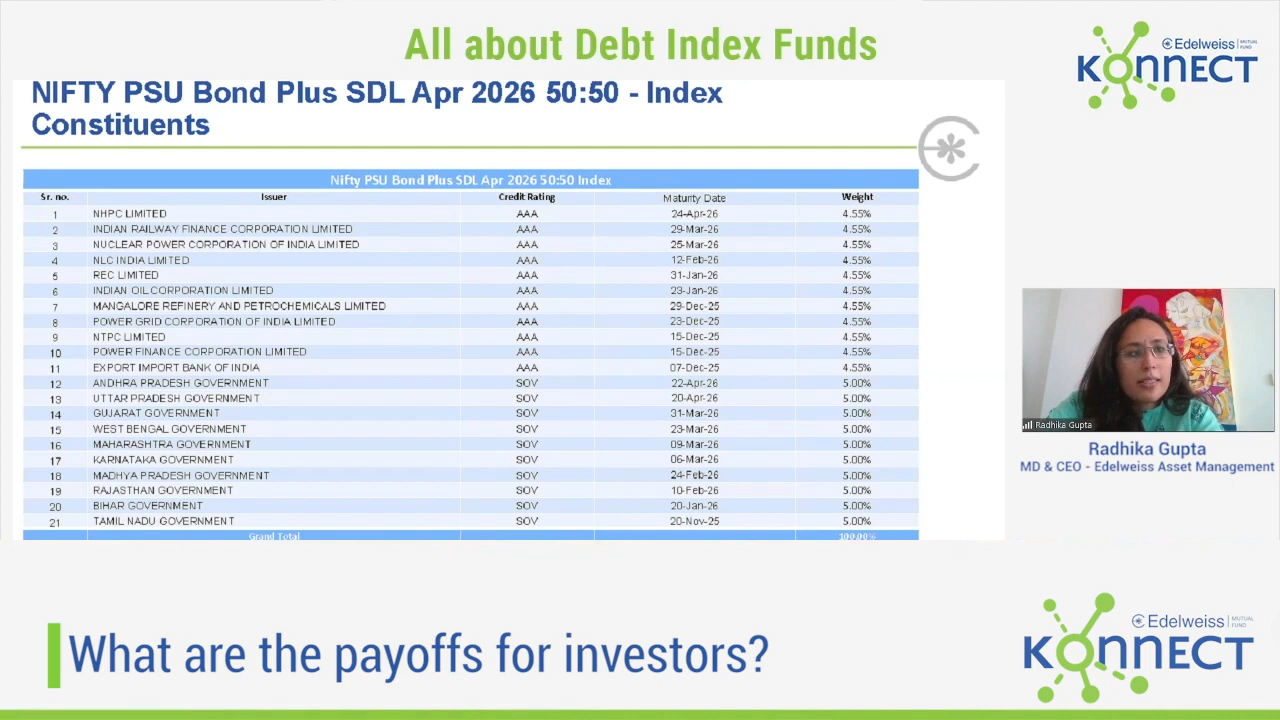 All about Debt Index Funds
Edelweiss MUTUAL FUND
KONNECT
NIFTY PSU Bond Plus SDL Apr 2026 50:50 - Index
Constituents
Nifty PSU Bond Plus SDL Apr 2026 50:50 Index
Sr. no. Issuer Credit Rating Maturity Date Weight
1 NHPC LIMITED AAA 24-Apr-26 4.55%
2 INDIAN RAILWAY FINANCE CORPORATION LIMITED AAA 29-Mar-26 4.55%
3 NUCLEAR POWER CORPORATION OF INDIA LIMITED AAA 25-Mar-26 4.55%
4 NLC INDIA LIMITED AAA 12-Feb-26 4.55%
5 REC LIMITED AAA 31-Jan-26 4.55%
6 INDIAN OIL CORPORATION LIMITED AAA 23-Jan-26 4.55%
7 MANGALORE REFINERY AND PETROCHEMICALS LIMITED AAA 29-Dec-25 4.55%
8 POWER GRID CORPORATION OF INDIA LIMITED AAA 23-Dec-25 4.55%
9 NTPC LIMITED AAA 15-Dec-25 4.55%
10 POWER FINANCE CORPORATION LIMITED AAA 15-Dec-25 4.55%
11 EXPORT IMPORT BANK OF INDIA AAA 07-Dec-25 4.55%
12 ANDHRA PRADESH GOVERNMENT SOV 22-Apr-26 5.00%
13 UTTAR PRADESH GOVERNMENT SOV 20-Apr-26 5.00%
14 GUJARAT GOVERNMENT SOV 31-Mar-26 5.00%
15 WEST BENGAL GOVERNMENT SOV 23-Mar-26 5.00%
16 MAHARASHTRA GOVERNMENT SOV 09-Mar-26 5.00%
17 KARNATAKA GOVERNMENT SOV 06-Mar-26 5.00%
18 MADHYA PRADESH GOVERNMENT SOV 24-Feb-26 5.00%
19 RAJASTHAN GOVERNMENT SOV 10-Feb-26 5.00%
20 BIHAR GOVERNMENT SOV 20-Jan-26 5.00%
21 TAMIL NADU GOVERNMENT SOV 20-Nov-25 5.00%
Grand Total 100.00%
Radhika Gupta
Radhika Gupta
MD & CEO - Edelweiss Asset Management
What are the payoffs for investors?
Edelweiss MUTUAL FUND
KONNECT